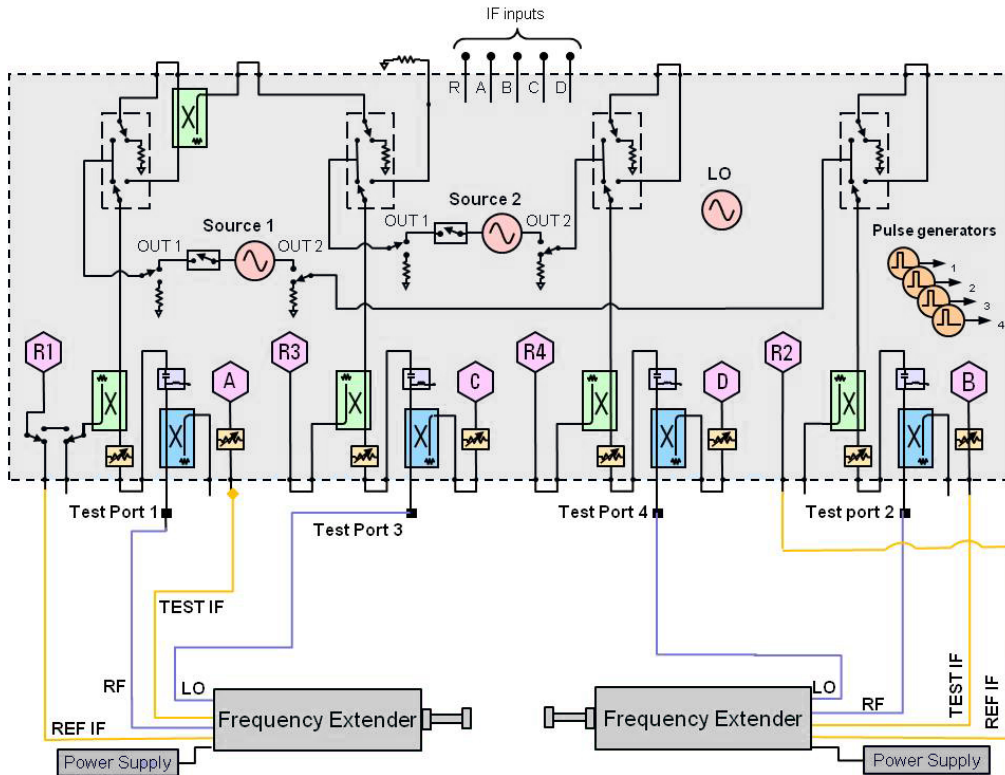 IF inputs
R A B C D
LO
Source 1
Source 2
OUT 1
OUT 2
OUT 1
OUT 2
Pulse generators
1
2
3
4
R1
A
R3
C
R4
D
R2
B
Test Port 1
Test Port 3
Test Port 4
Test port 2
TEST IF
RF
LO
REF IF
Frequency Extender
Power Supply
LO
RF
TEST IF
REF IF
Frequency Extender
Power Supply